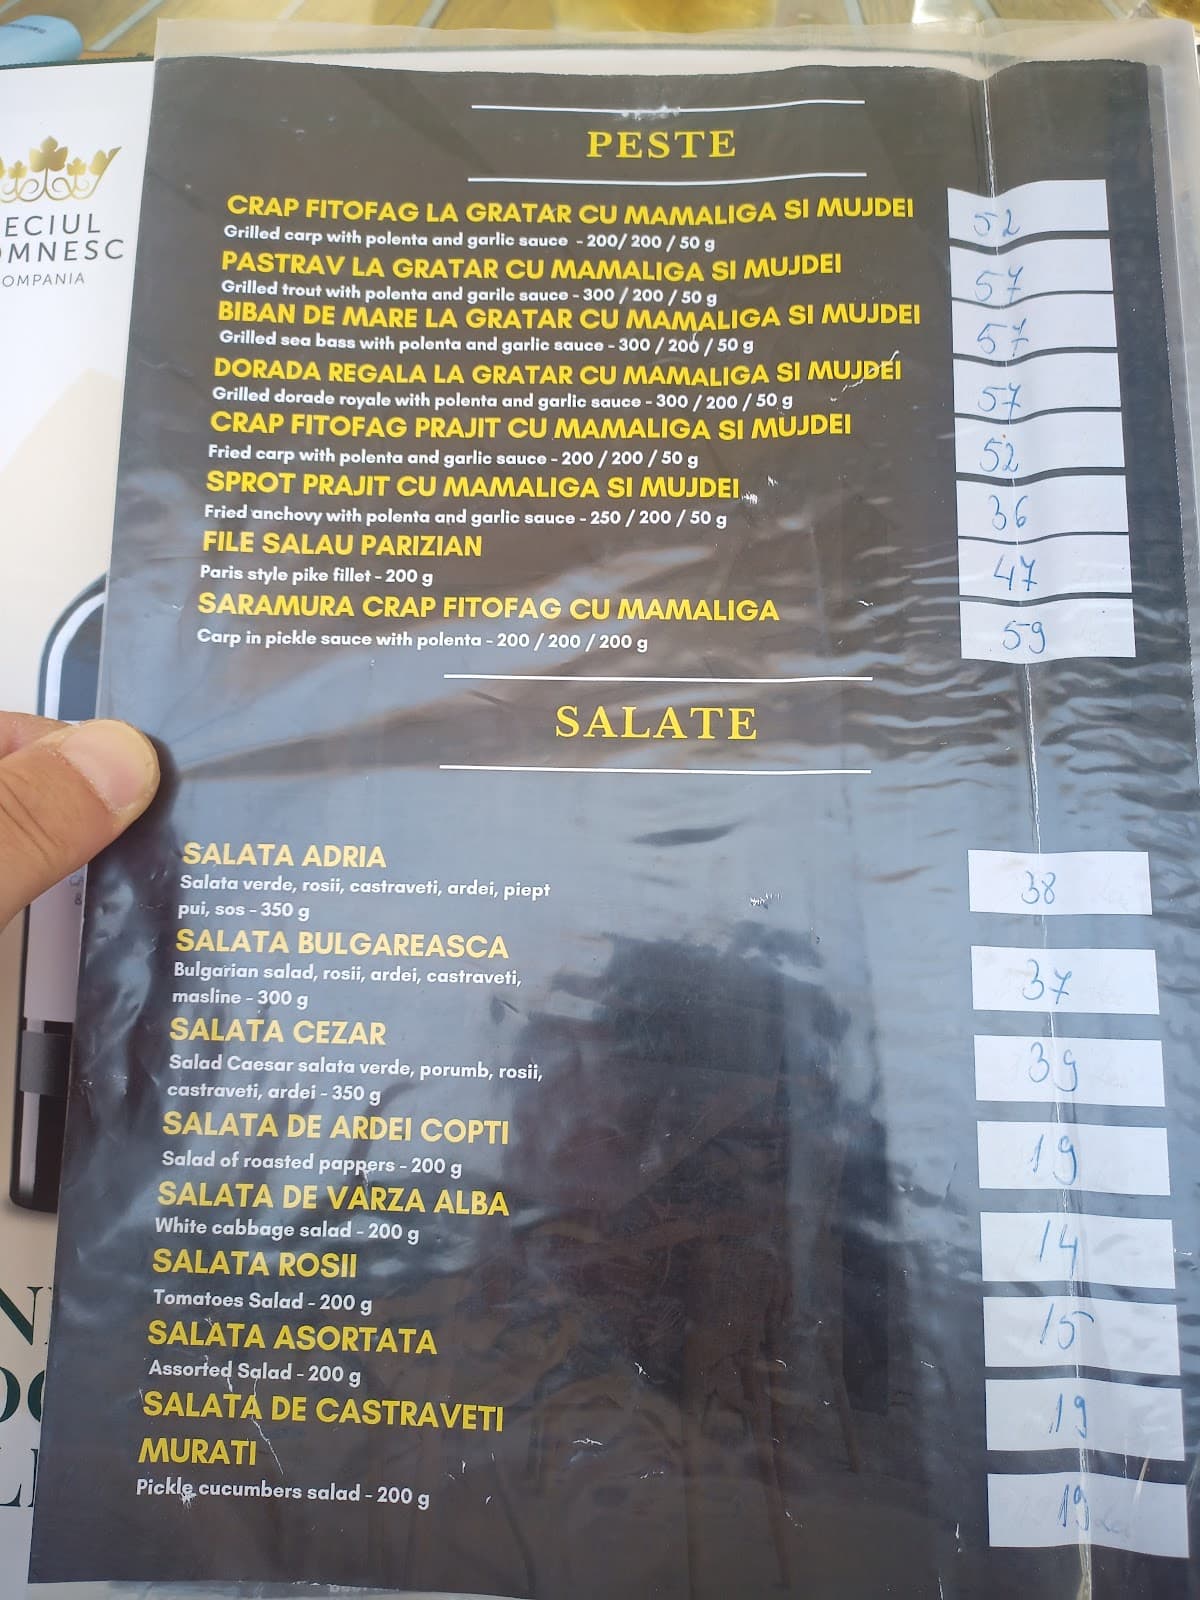 ECIUL
OMNESC
OMPANIA
PESTE
CRAP FITOFAG LA GRATAR CU MAMALIGA SI MUJDEI 52
Grilled carp with polenta and garlic sauce - 200/ 200 / 50 g
PASTRAV LA GRATAR CU MAMALIGA SI MUJDEI 57
Grilled trout with polenta and garilc sauce - 300 / 200 / 50 g
BIBAN DE MARE LA GRATAR CU MAMALIGA SI MUJDEI 57
Grilled sea bass with polenta and garlic sauce - 300 / 200 / 50 g
DORADA REGALA LA GRATAR CU MAMALIGA SI MUJDEI 57
Grilled dorade royale with polenta and garlic sauce - 300 / 200 / 50 g
CRAP FITOFAG PRAJIT CU MAMALIGA SI MUJDEI 52
Fried carp with polenta and garlic sauce - 200 / 200 / 50 g
SPROT PRAJIT CU MAMALIGA SI MUJDEI 36
Fried anchovy with polenta and garlic sauce - 250 / 200 / 50 g
FILE SALAU PARIZIAN 47
Paris style pike fillet - 200 g
SARAMURA CRAP FITOFAG CU MAMALIGA 59
Carp in pickle sauce with polenta - 200 / 200 / 200 g
SALATE
SALATA ADRIA 38
Salata verde, rosii, castraveti, ardei, piept
pui, sos - 350 g
SALATA BULGAREASCA 37
Bulgarian salad, rosii, ardei, castraveti,
masline - 300 g
SALATA CEZAR 39
Salad Caesar salata verde, porumb, rosii,
castraveti, ardei - 350 g
SALATA DE ARDEI COPTI 19
Salad of roasted pappers - 200 g
SALATA DE VARZA ALBA 14
White cabbage salad - 200 g
SALATA ROSII 15
Tomatoes Salad - 200 g
SALATA ASORTATA 19
Assorted Salad - 200 g
SALATA DE CASTRAVETI
MURATI 19
Pickle cucumbers salad - 200 g